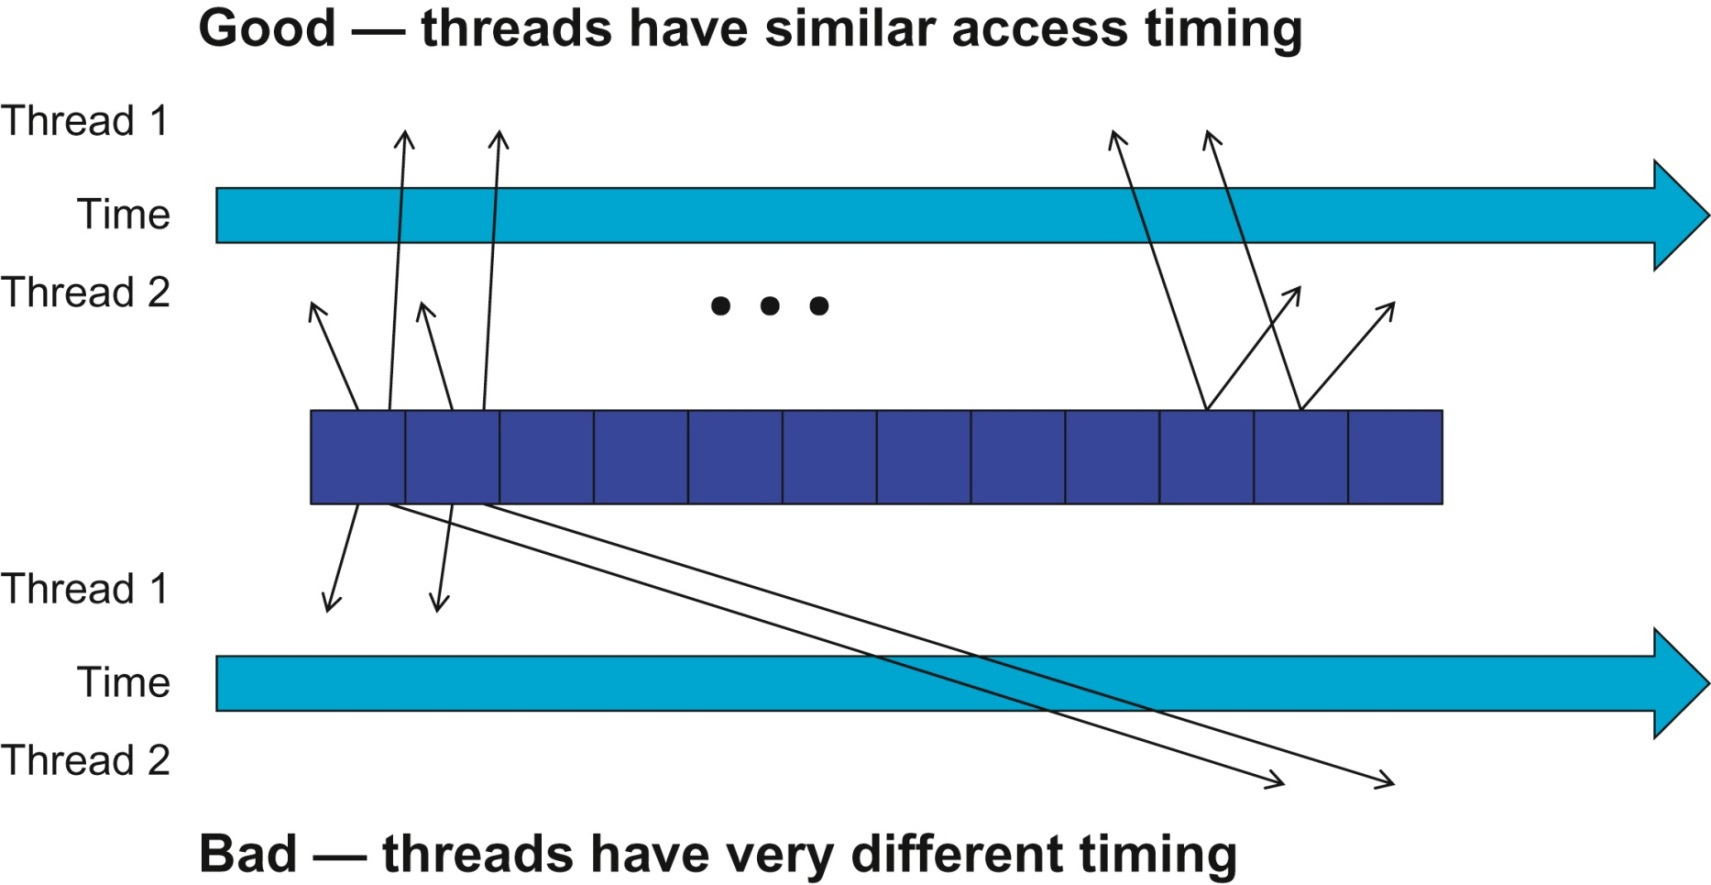 Good — threads have similar access timing
Thread 1
Time
Thread 2
Thread 1
Time
Thread 2
Bad — threads have very different timing